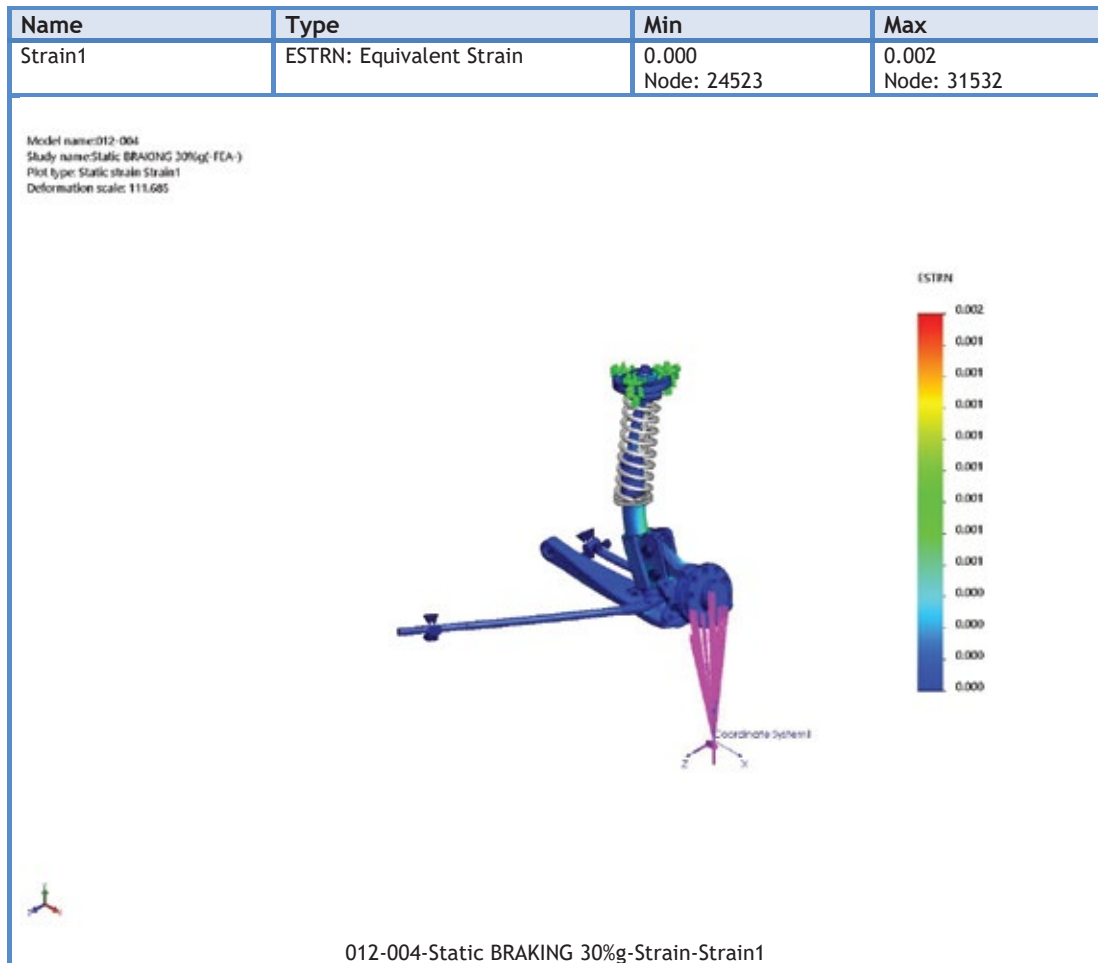 Name Type Min Max
Strain1 ESTRN: Equivalent Strain 0.000 0.002
Node: 24523 Node: 31532
Model name:012-004
Study name:Static BRAKING 30%g(-FEA-)
Plot type: Static strain Strain1
Deformation scale: 111.685
ESTRN
0.002
0.001
0.001
0.001
0.001
0.001
0.001
0.001
0.001
0.000
0.000
0.000
0.000
Coordinate System
Z X
012-004-Static BRAKING 30%g-Strain-Strain1